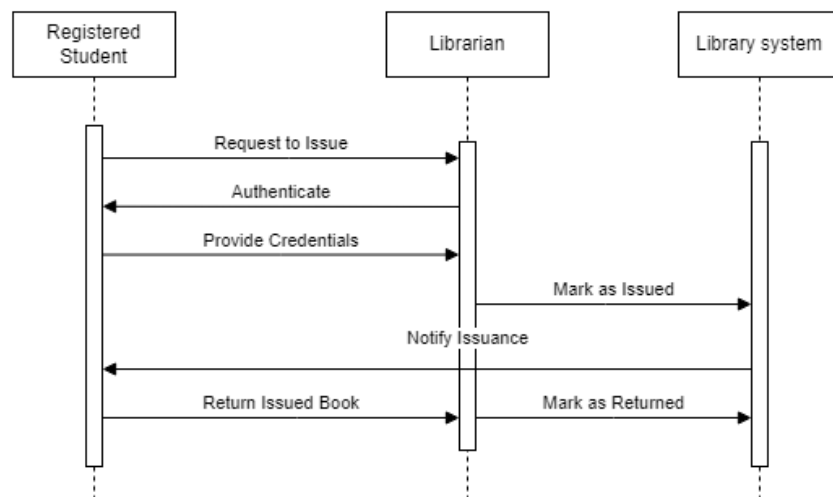 Registered
Student
Librarian
Library system
Request to Issue
Authenticate
Provide Credentials
Mark as Issued
Notify Issuance
Return Issued Book
Mark as Returned